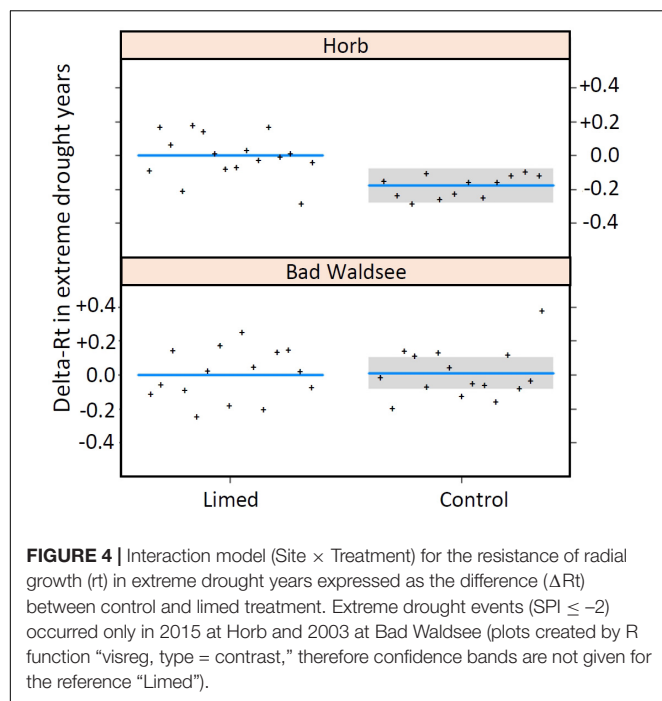 Horb
+0.4
+0.2
0.0
-0.2
-0.4
Bad Waldsee
Delta-Rt in extreme drought years
+0.4
+0.2
0.0
-0.2
-0.4
Limed
Control
FIGURE 4 | Interaction model (Site × Treatment) for the resistance of radial
growth (rt) in extreme drought years expressed as the difference (ΔRt)
between control and limed treatment. Extreme drought events (SPI ≤ –2)
occurred only in 2015 at Horb and 2003 at Bad Waldsee (plots created by R
function “visreg, type = contrast,” therefore confidence bands are not given for
the reference “Limed”).